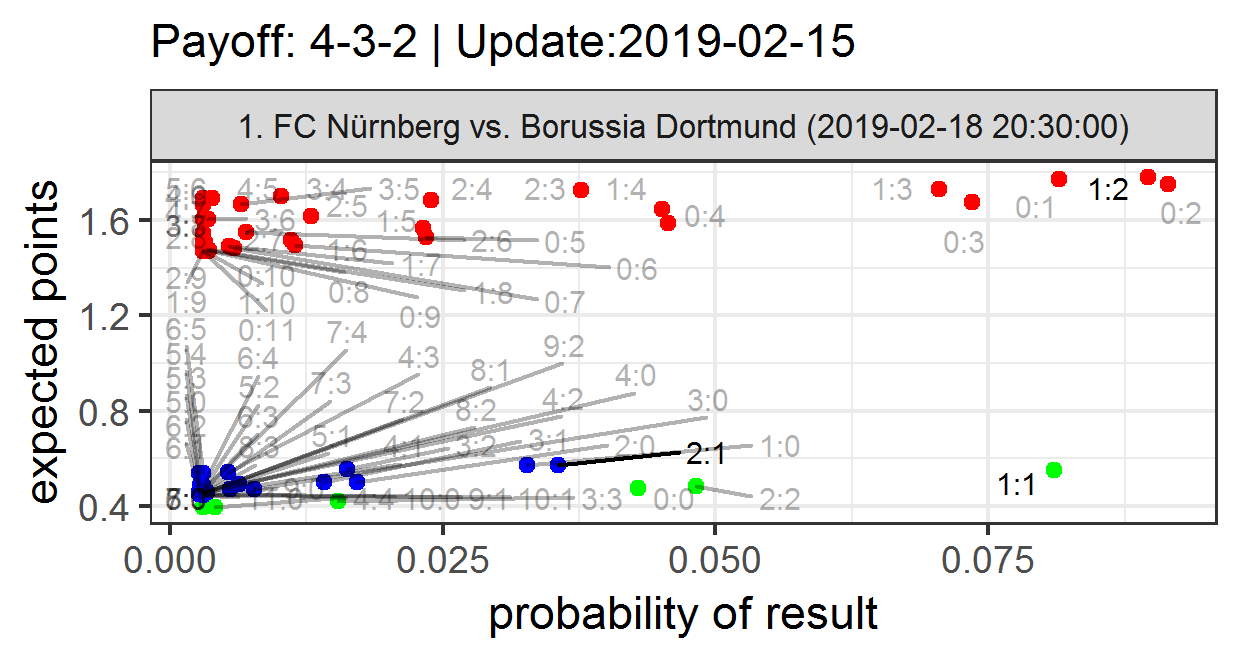 Payoff: 4-3-2 | Update:2019-02-15
1. FC Nürnberg vs. Borussia Dortmund (2019-02-18 20:30:00)
expected points
1.6
1.2
0.8
0.4
4:5 3:4 3:5 2:4 2:3 1:4 1:3 1:2
2:5 0:1 0:2
3:6 1:5 0:4
2:7 1:6 2:6 0:5 0:3
1:7 0:6
2:9 0:10 0:8 1:8 0:7
1:9 1:10 0:9
6:5 0:11 7:4
5:4 6:4 4:3 9:2
5:3 5:2 7:3 8:1 4:0
5:0 6:3 7:2 8:2 4:2 3:0
6:2 8:3 5:1 4:1 3:2 3:1 2:0 2:1 1:0
4:4 10:0 9:1 10:1 3:3 0:0 2:2 1:1
0.000 0.025 0.050 0.075
probability of result